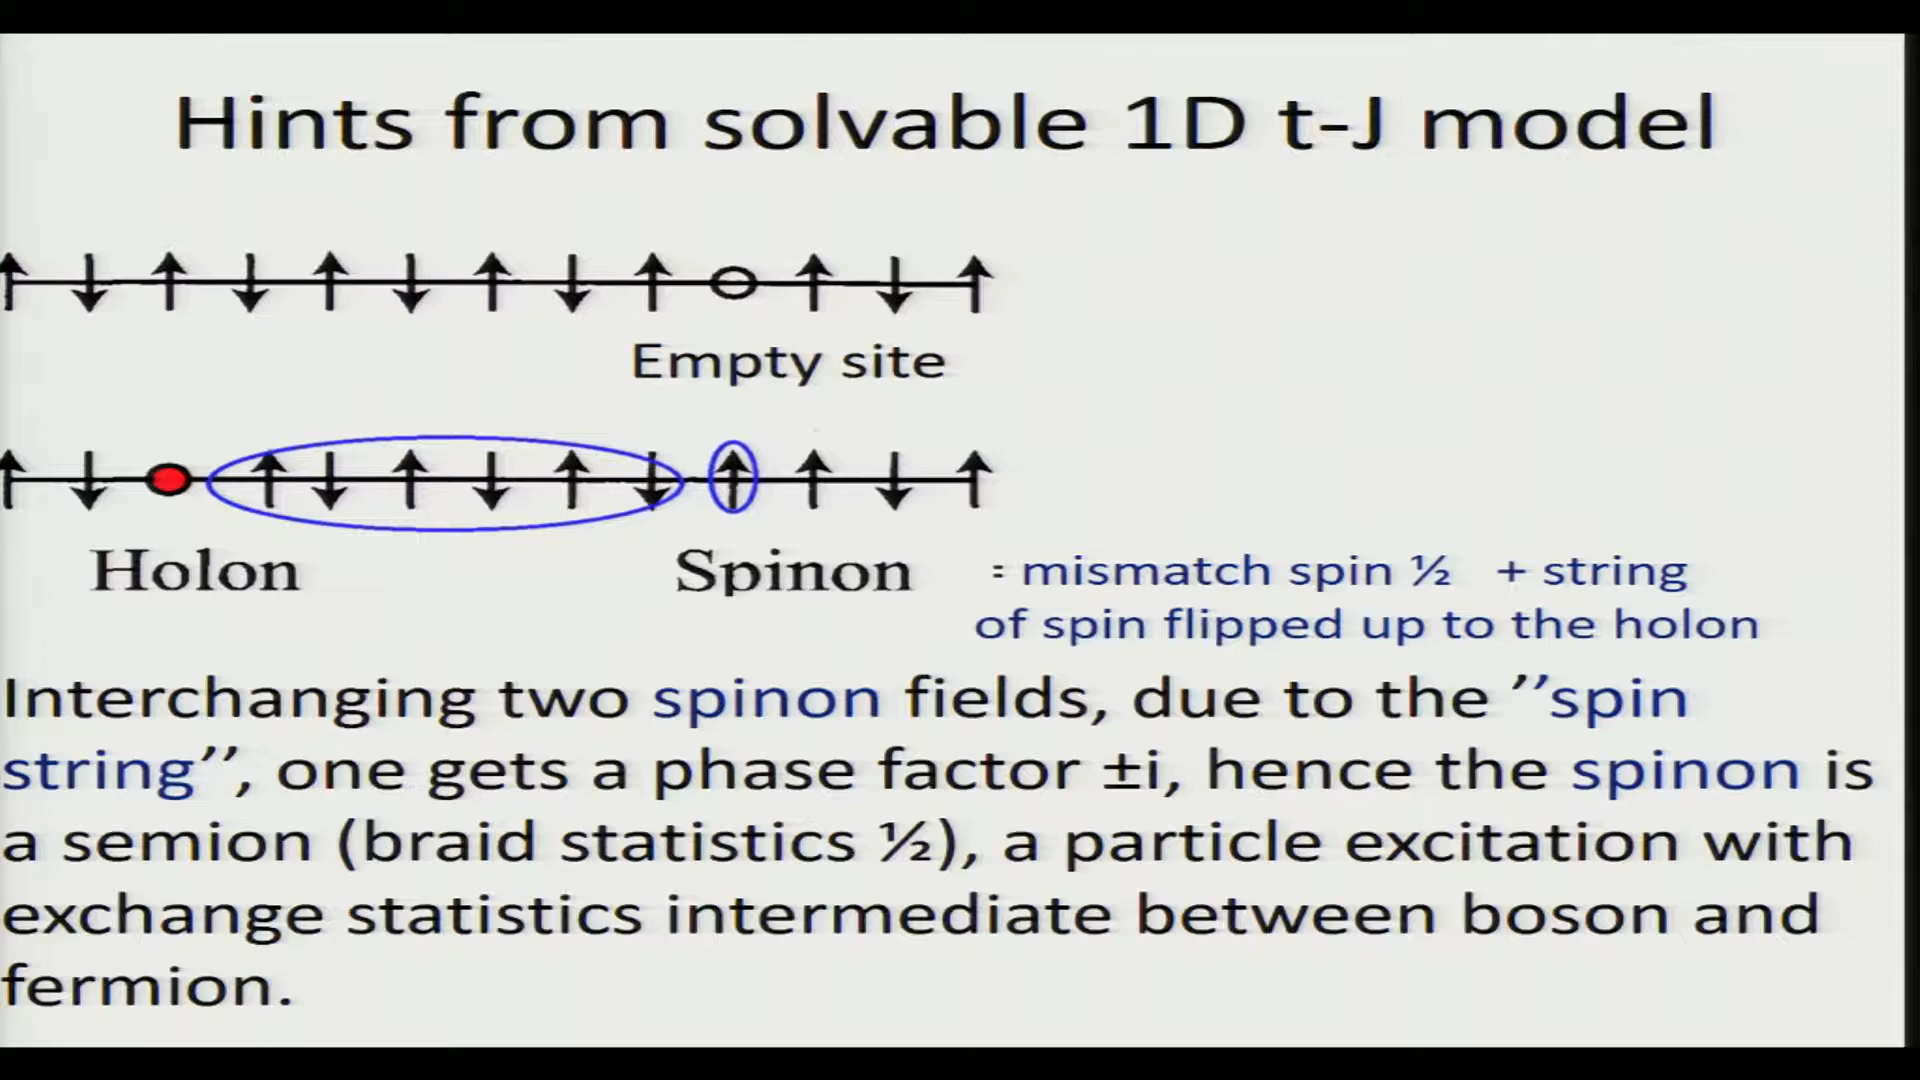 Hints from solvable 1D t-J model
Empty site
Holon
Spinon
= mismatch spin ½ + string
of spin flipped up to the holon
Interchanging two spinon fields, due to the ’’spin
string’’, one gets a phase factor ±i, hence the spinon is
a semion (braid statistics ½), a particle excitation with
exchange statistics intermediate between boson and
fermion.